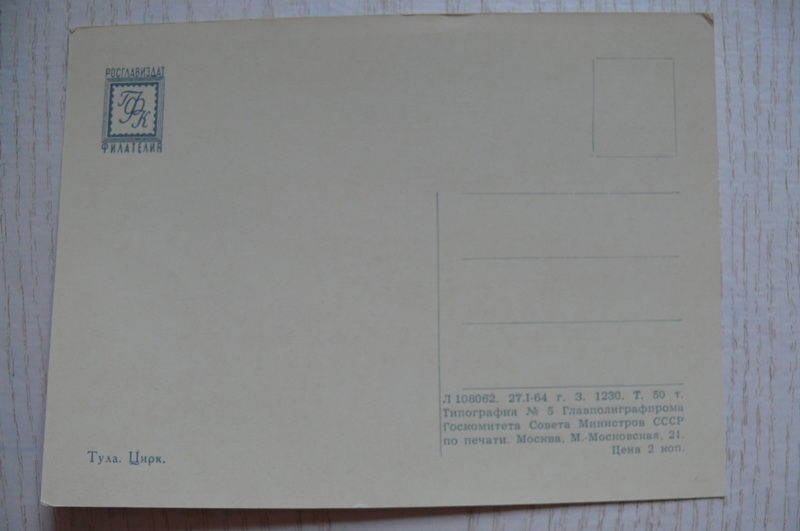 РОСГЛАВИЗДАТ
ГФК
ФИЛАТЕЛИЯ
Л 108062. 27.I-64 г. З. 1230. Т. 50 т.
Типография № 5 Главполиграфпрома
Госкомитета Совета Министров СССР
по печати. Москва, М.-Московская, 21.
Цена 2 коп.
Тула. Цирк.